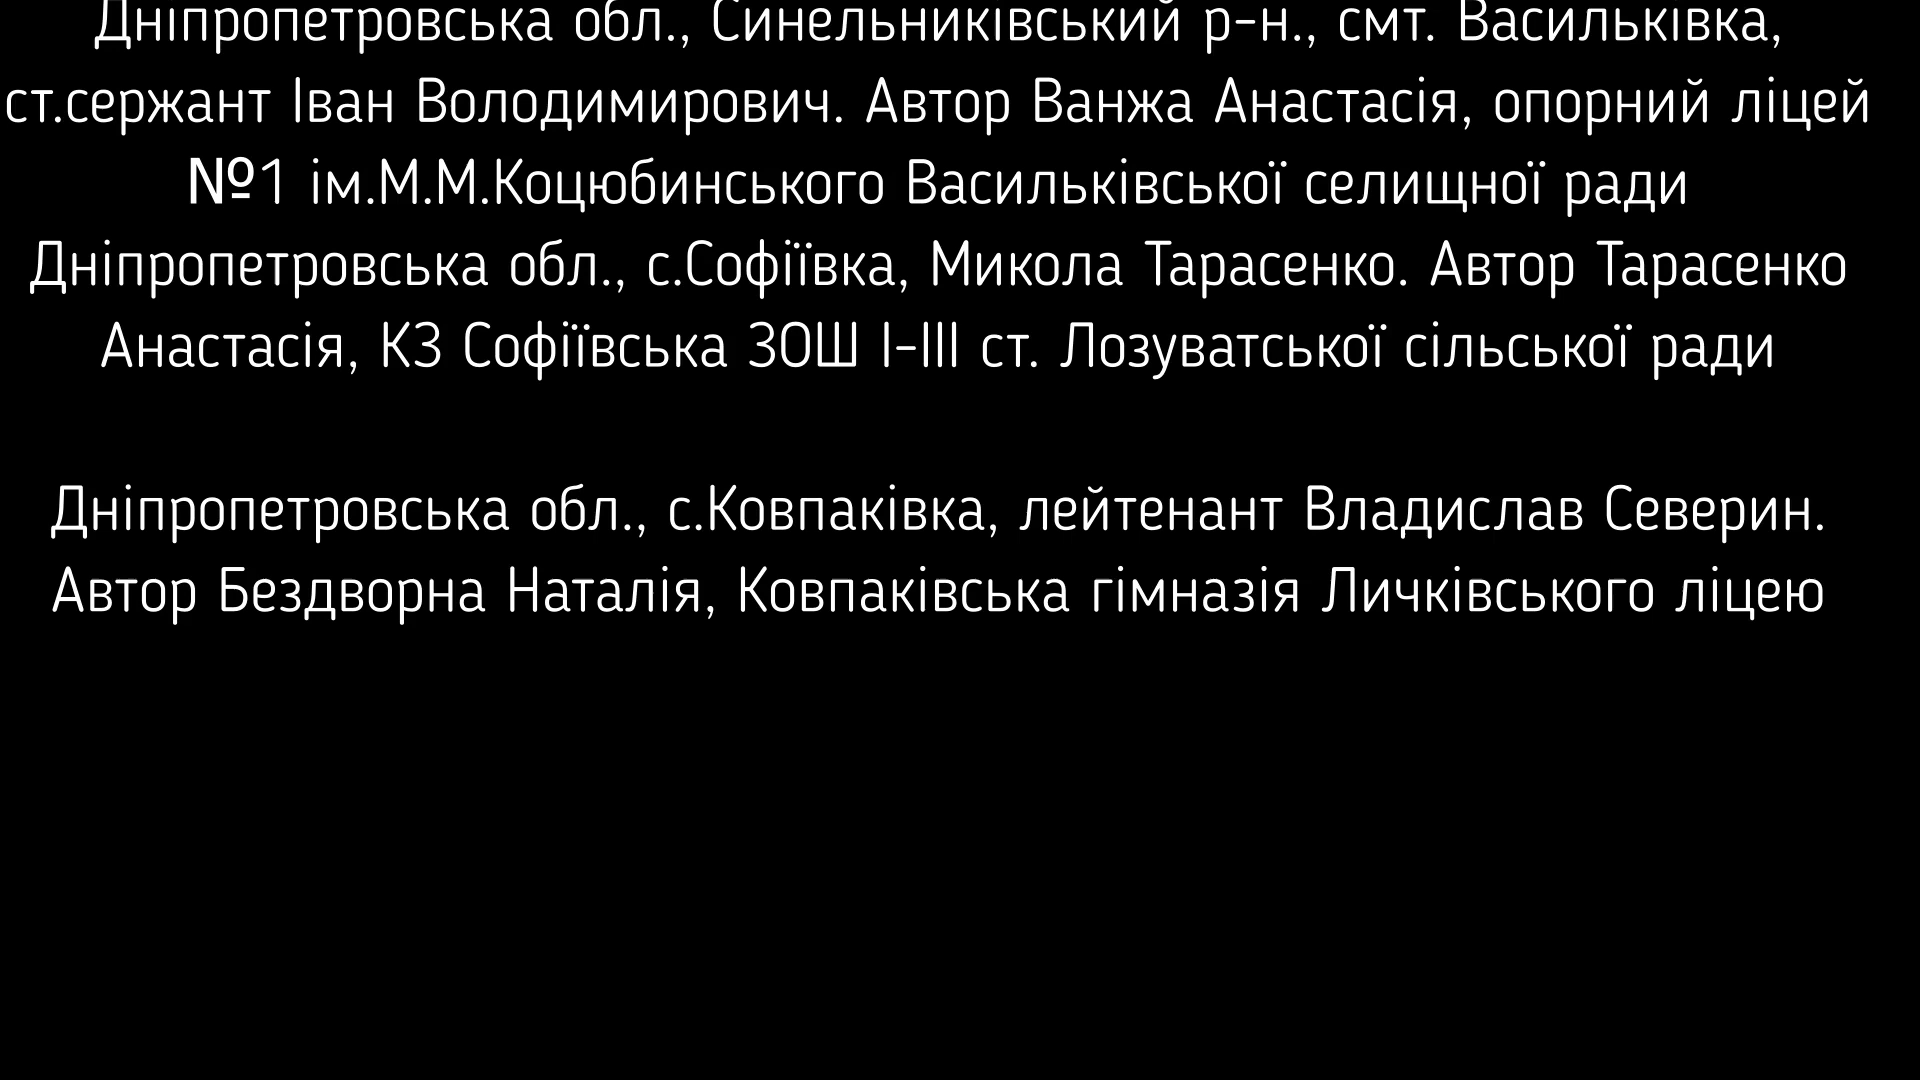 Дніпропетровська обл., Синельниківський р-н., смт. Васильківка,
ст.сержант Іван Володимирович. Автор Ванжа Анастасія, опорний ліцей
№1 ім.М.М.Коцюбинського Васильківської селищної ради
Дніпропетровська обл., с.Софіївка, Микола Тарасенко. Автор Тарасенко
Анастасія, КЗ Софіївська ЗОШ І-ІІІ ст. Лозуватської сільської ради
Дніпропетровська обл., с.Ковпаківка, лейтенант Владислав Северин.
Автор Бездворна Наталія, Ковпаківська гімназія Личківського ліцею